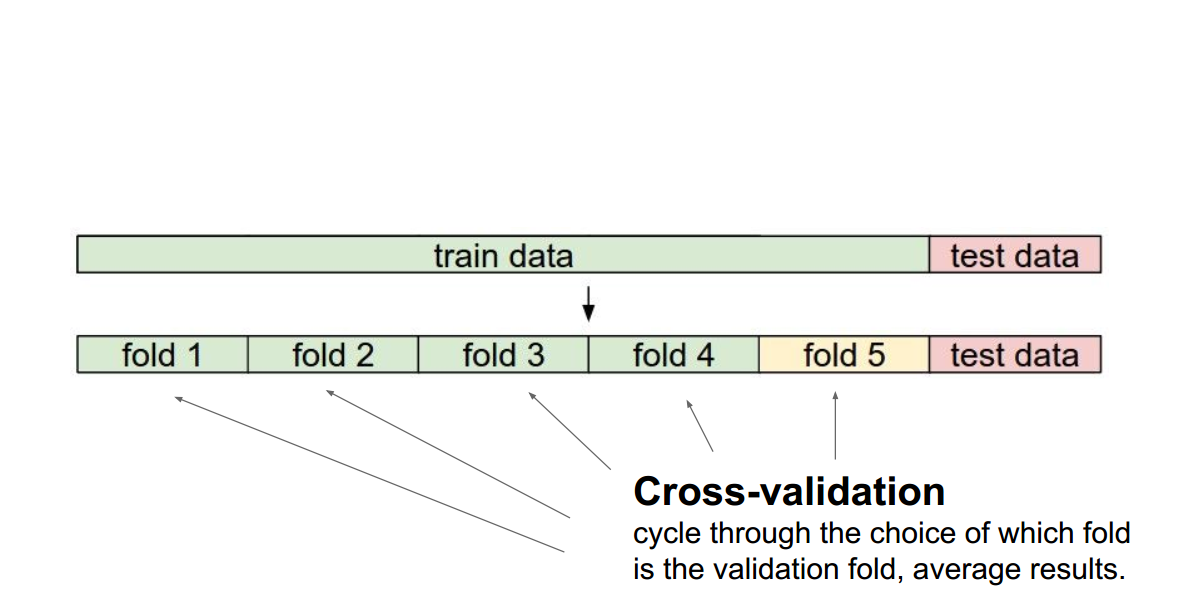 train data test data
fold 1 fold 2 fold 3 fold 4 fold 5 test data
Cross-validation
cycle through the choice of which fold
is the validation fold, average results.